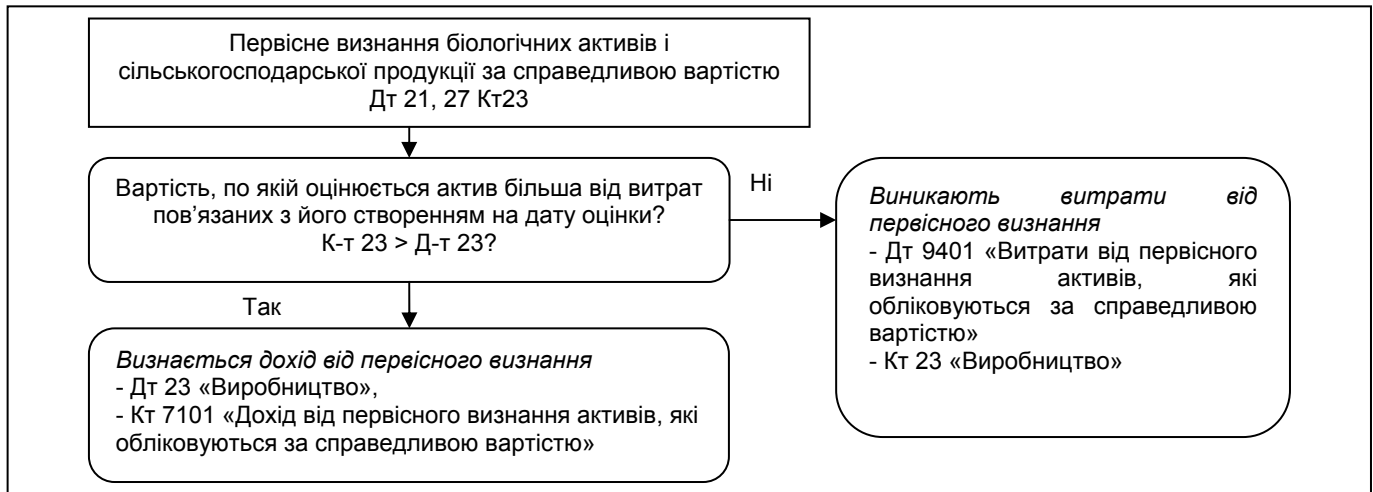 Первісне визнання біологічних активів і
сільськогосподарської продукції за справедливою вартістю
Дт 21, 27 Кт23
Вартість, по якій оцінюється актив більша від витрат
пов’язаних з його створенням на дату оцінки?
К-т 23 > Д-т 23?
Ні
Виникають витрати від
первісного визнання
- Дт 9401 «Витрати від первісного
визнання активів, які
обліковуються за справедливою
вартістю»
- Кт 23 «Виробництво»
Так
Визнається дохід від первісного визнання
- Дт 23 «Виробництво»,
- Кт 7101 «Дохід від первісного визнання активів, які
обліковуються за справедливою вартістю»